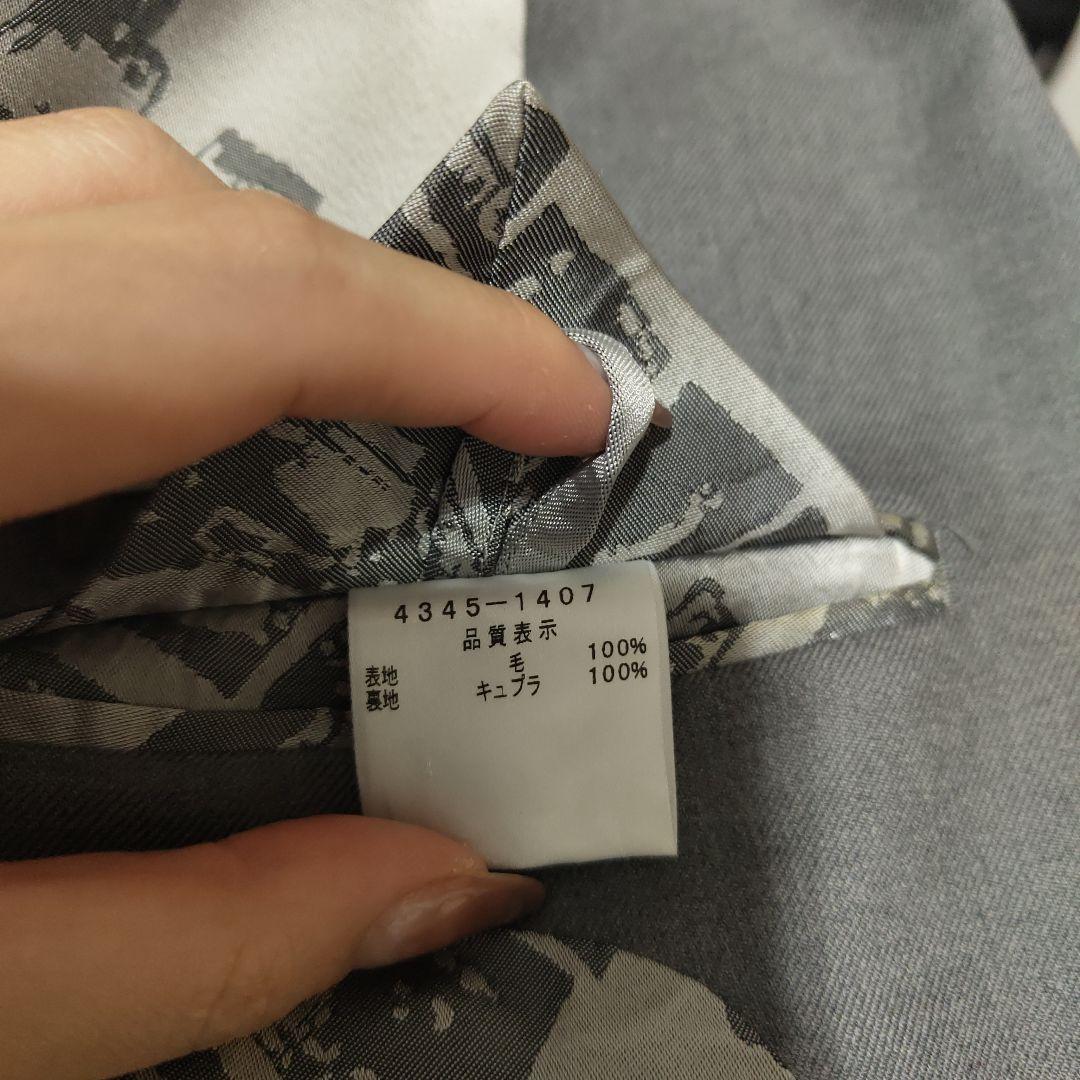 4345-1407
品質表示
表地 毛 100%
裏地 キュプラ 100%